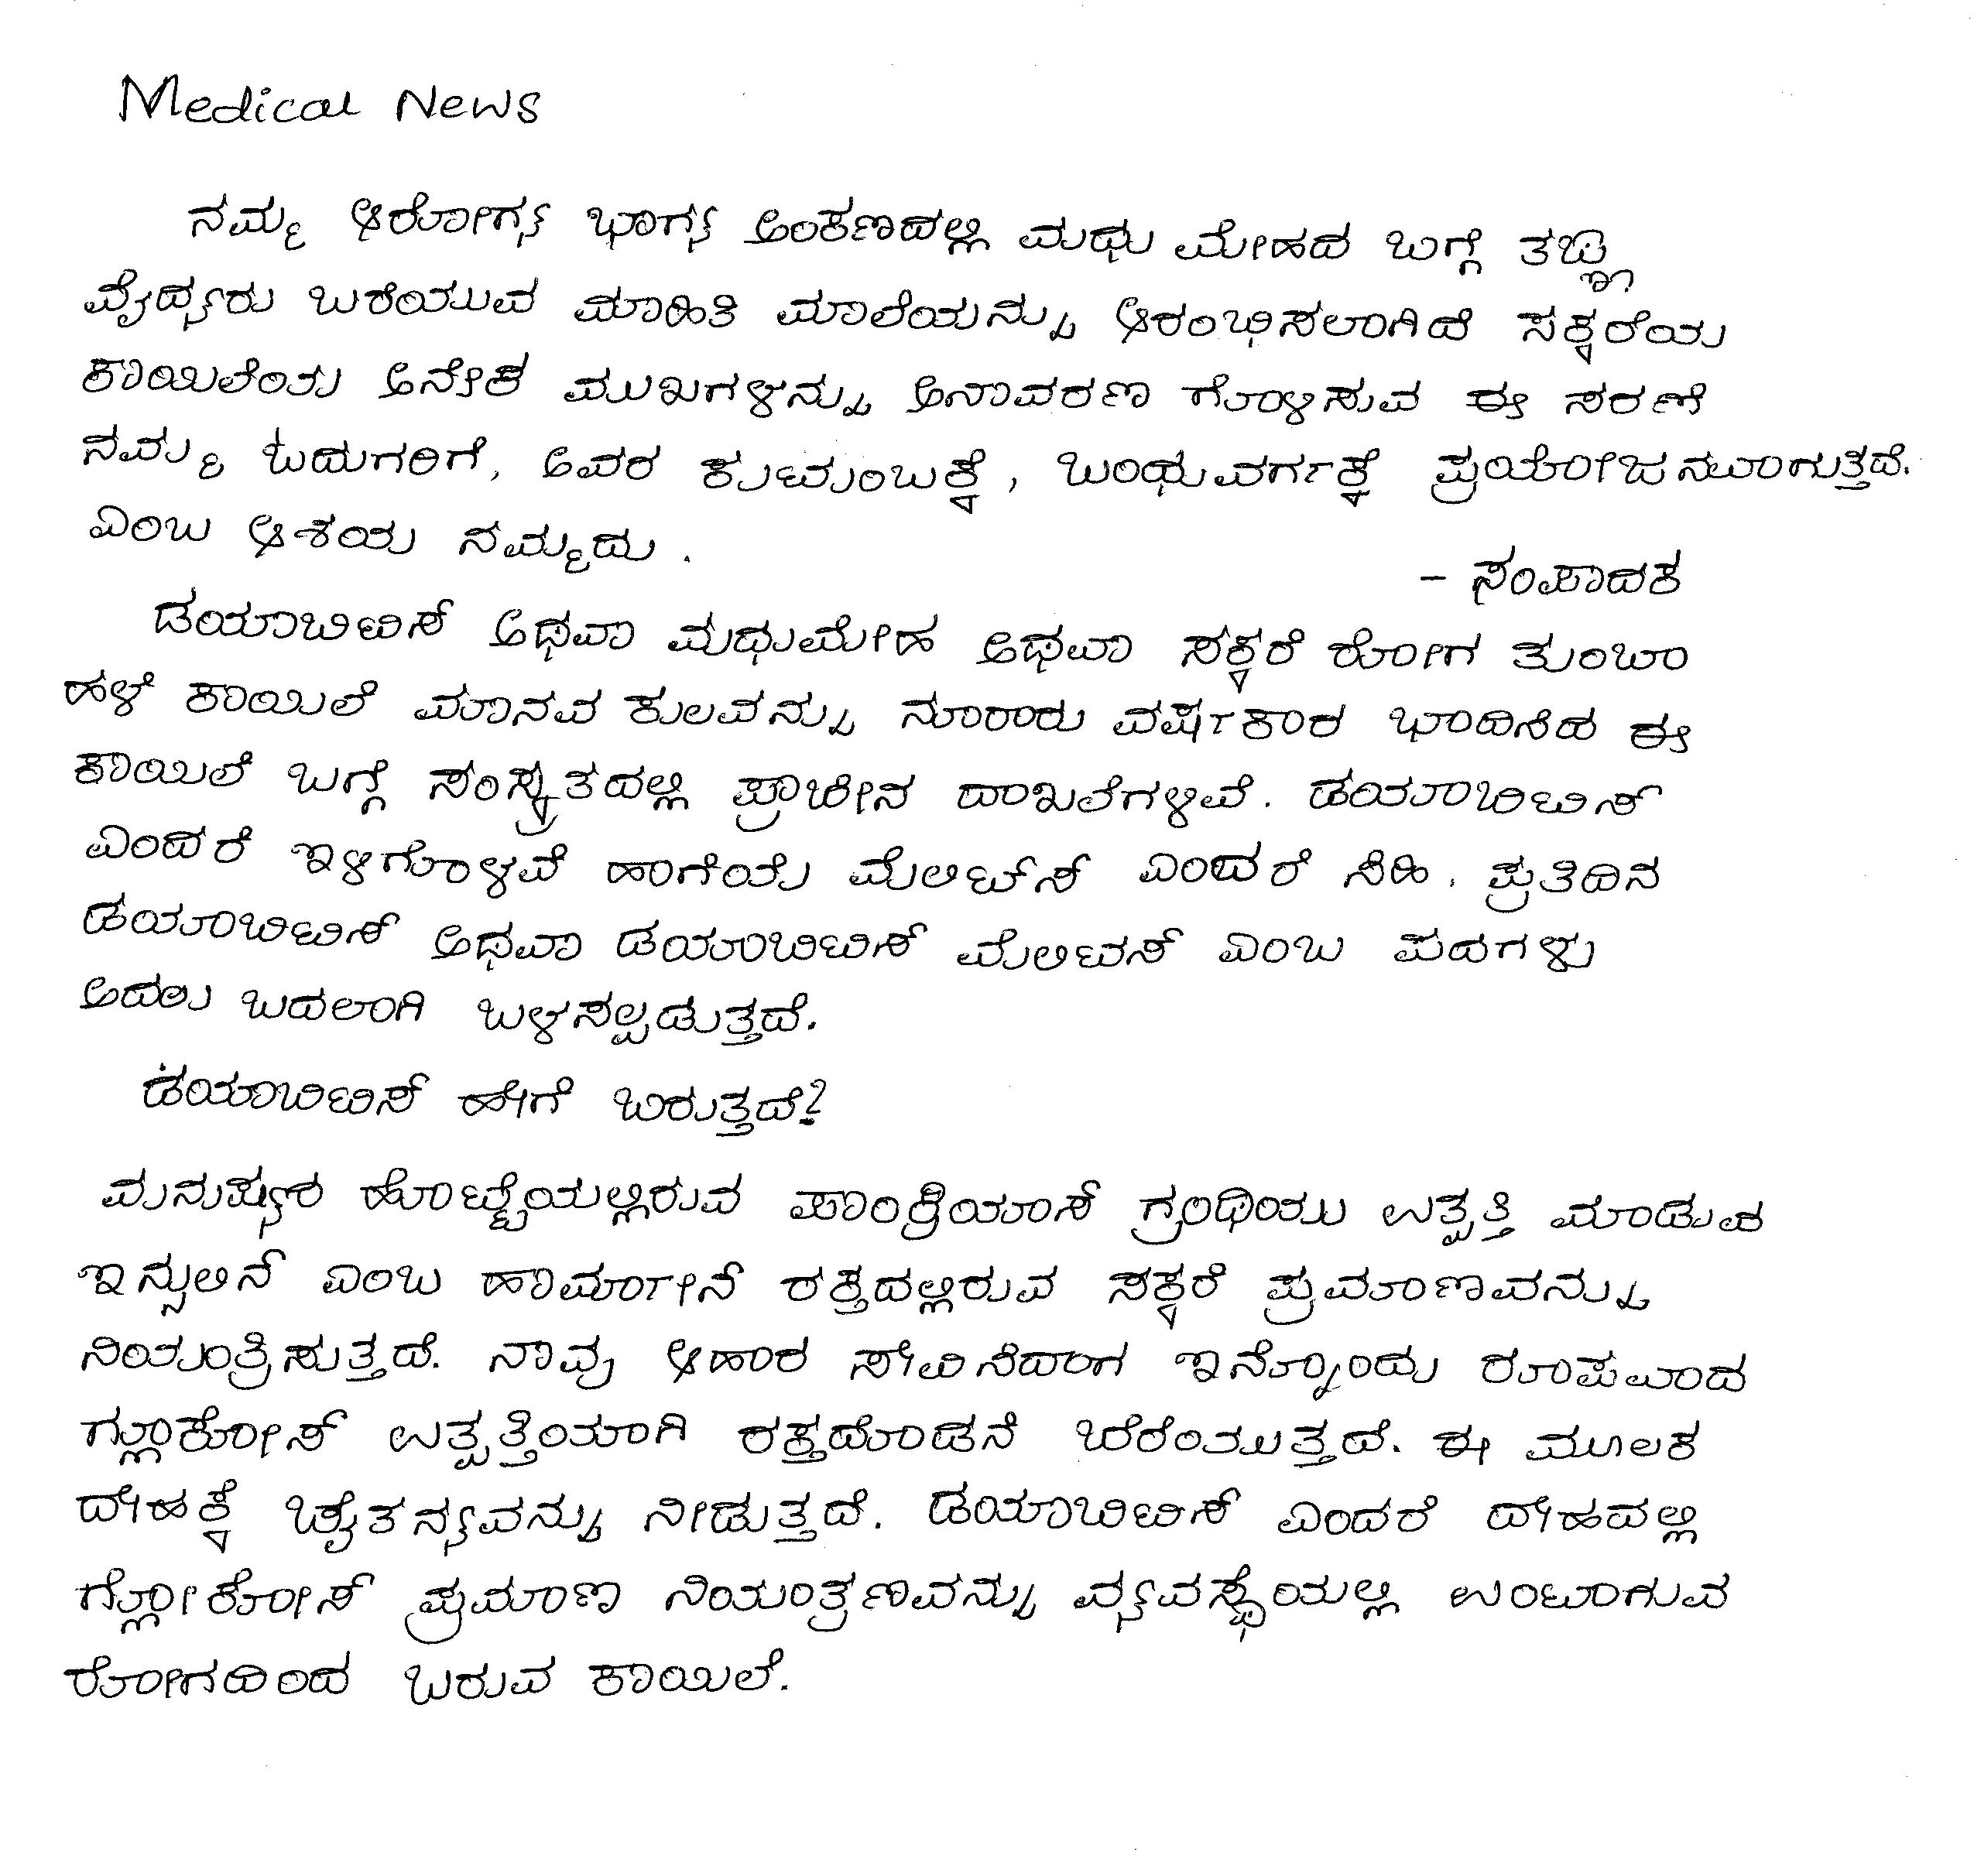 Medical News
ನಮ್ಮ ಆರೋಗ್ಯ ಭಾಗ್ಯ ಅಂಕಣದಲ್ಲಿ ಮಧು ಮೇಹದ ಬಗ್ಗೆ ತಜ್ಞ
ವೈದ್ಯರು ಬರೆಯುವ ಮಾಹಿತಿ ಮಾಲೆಯನ್ನು ಆರಂಭಿಸಲಾಗಿದೆ ಸಕ್ಕರೆಯ
ಕಾಯಿಲೆಯ ಅನೇಕ ಮುಖಗಳನ್ನು ಅನಾವರಣ ಗೊಳಿಸುವ ಈ ಸರಣಿ
ನಮ್ಮ ಓದುಗರಿಗೆ, ಅವರ ಕುಟುಂಬಕ್ಕೆ, ಬಂಧುವರ್ಗಕ್ಕೆ ಪ್ರಯೋಜನವಾಗುತ್ತಿದೆ.
ಎಂಬ ಆಶಯ ನಮ್ಮದು.
- ಸಂಪಾದಕ
ಡಯಾಬಿಟಿಸ್ ಅಥವಾ ಮಧುಮೇಹ ಅಥವಾ ಸಕ್ಕರೆ ರೋಗ ತುಂಬಾ
ಹಳೆ ಕಾಯಿಲೆ ಮಾನವ ಕುಲವನ್ನು ನೂರಾರು ವರ್ಷಕಾರ ಭಾದಿಸಿಹ ಈ
ಕಾಯಿಲೆ ಬಗ್ಗೆ ಸಂಸ್ಕೃತದಲ್ಲಿ ಪ್ರಾಚೀನ ದಾಖಲೆಗಳಿವೆ. ಡಯಾಬಿಟಿಸ್
ಎಂದರೆ ಇಳಿಗೊಳವೆ ಹಾಗೆಯೆ ಮೆಲಿಟ್‌ಸ್ ಎಂದರೆ ಸಿಹಿ. ಪ್ರತಿದಿನ
ಡಯಾಬಿಟಿಸ್ ಅಥವಾ ಡಯಾಬಿಟಿಸ್ ಮೆಲಿಟಸ್ ಎಂಬ ಪದಗಳು
ಅದಲು ಬದಲಾಗಿ ಬಳಸಲ್ಪಡುತ್ತದೆ.
ಡಯಾಬಿಟಿಸ್ ಹೇಗೆ ಬರುತ್ತದೆ?
ಮನುಷ್ಯರ ಹೊಟ್ಟೆಯಲ್ಲಿರುವ ಪಾಂಕ್ರಿಯಾಸ್ ಗ್ರಂಥಿಯು ಉತ್ಪತ್ತಿ ಮಾಡುವ
ಇನ್ಸುಲಿನ್ ಎಂಬ ಹಾರ್ಮೋನ್ ರಕ್ತದಲ್ಲಿರುವ ಸಕ್ಕರೆ ಪ್ರಮಾಣವನ್ನು
ನಿಯಂತ್ರಿಸುತ್ತದೆ. ನಾವು ಆಹಾರ ಸೇವಿಸಿದಾಗ ಇನ್ನೊಂದು ರೂಪವಾದ
ಗ್ಲೂಕೋಸ್ ಉತ್ಪತ್ತಿಯಾಗಿ ರಕ್ತದೊಡನೆ ಬೆರೆಯುತ್ತದೆ. ಈ ಮೂಲಕ
ದೇಹಕ್ಕೆ ಚೈತನ್ಯವನ್ನು ನೀಡುತ್ತದೆ. ಡಯಾಬಿಟಿಸ್ ಎಂದರೆ ದೇಹವಲ್ಲಿ
ಗ್ಲೋಕೋಸ್ ಪ್ರಮಾಣ ನಿಯಂತ್ರಣವನ್ನು ವ್ಯವಸ್ಥೆಯಲ್ಲಿ ಉಂಟಾಗುವ
ರೋಗದಿಂದ ಬರುವ ಕಾಯಿಲೆ.